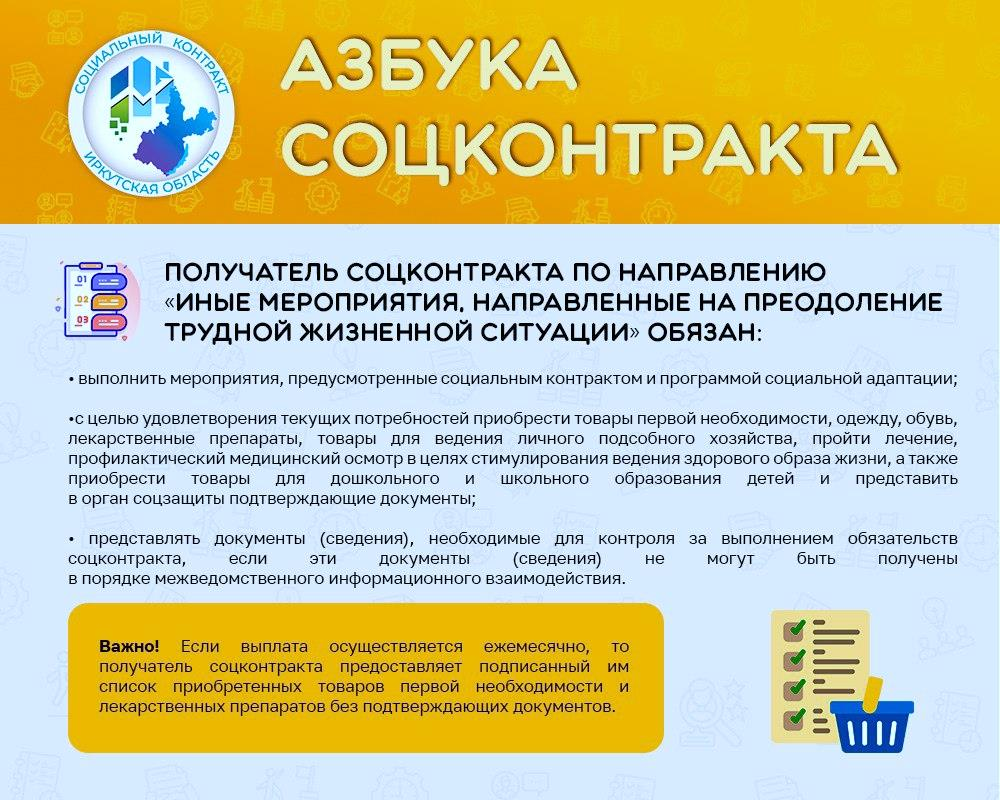 СОЦИАЛЬНЫЙ КОНТРАКТ
ИРКУТСКАЯ ОБЛАСТЬ
АЗБУКА
СОЦКОНТРАКТА
01
02
03
ПОЛУЧАТЕЛЬ СОЦКОНТРАКТА ПО НАПРАВЛЕНИЮ
«ИНЫЕ МЕРОПРИЯТИЯ, НАПРАВЛЕННЫЕ НА ПРЕОДОЛЕНИЕ
ТРУДНОЙ ЖИЗНЕННОЙ СИТУАЦИИ» ОБЯЗАН:
• выполнить мероприятия, предусмотренные социальным контрактом и программой социальной адаптации;
•с целью удовлетворения текущих потребностей приобрести товары первой необходимости, одежду, обувь,
лекарственные препараты, товары для ведения личного подсобного хозяйства, пройти лечение,
профилактический медицинский осмотр в целях стимулирования ведения здорового образа жизни, а также
приобрести товары для дошкольного и школьного образования детей и представить
в орган соцзащиты подтверждающие документы;
• представлять документы (сведения), необходимые для контроля за выполнением обязательств
соцконтракта, если эти документы (сведения) не могут быть получены
в порядке межведомственного информационного взаимодействия.
Важно! Если выплата осуществляется ежемесячно, то
получатель соцконтракта предоставляет подписанный им
список приобретенных товаров первой необходимости и
лекарственных препаратов без подтверждающих документов.